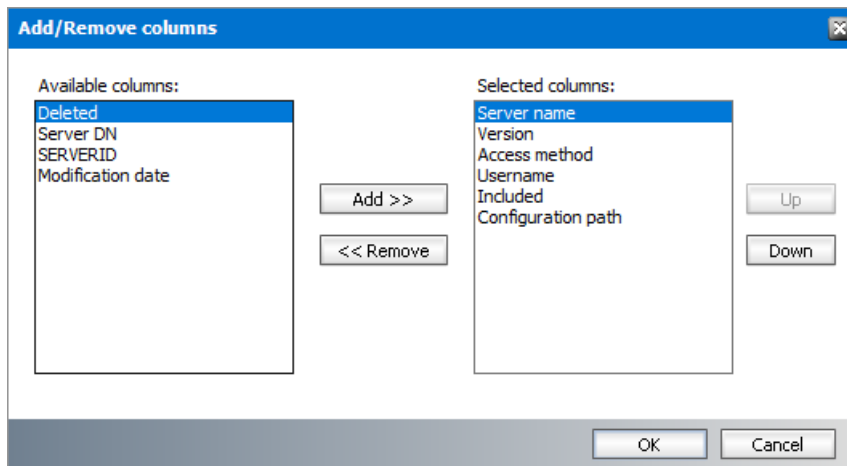 Add/Remove columns
Available columns:
Deleted
Server DN
SERVERID
Modification date
Add >>
<< Remove
Selected columns:
Server name
Version
Access method
Username
Included
Configuration path
Up
Down
OK
Cancel